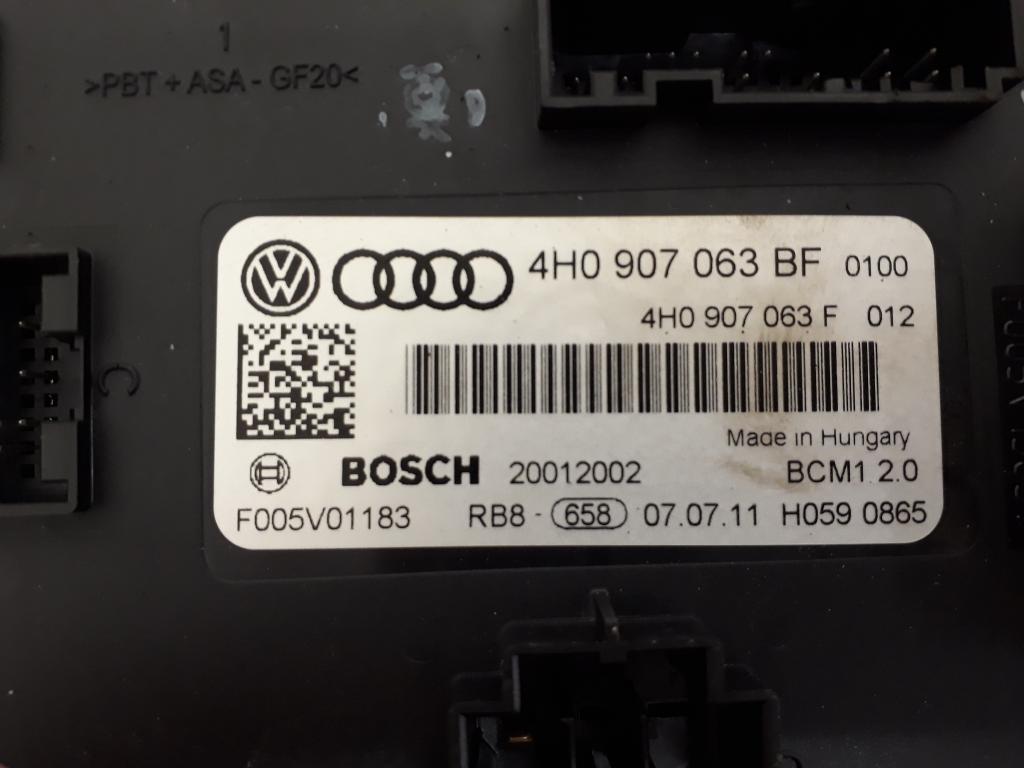 1
>PBT + ASA - GF20<
4H0 907 063 BF 0100
4H0 907 063 F 012
Made in Hungary
BOSCH 20012002 BCM1 2.0
F005V01183 RB8 - 658 07.07.11 H059 0865
C